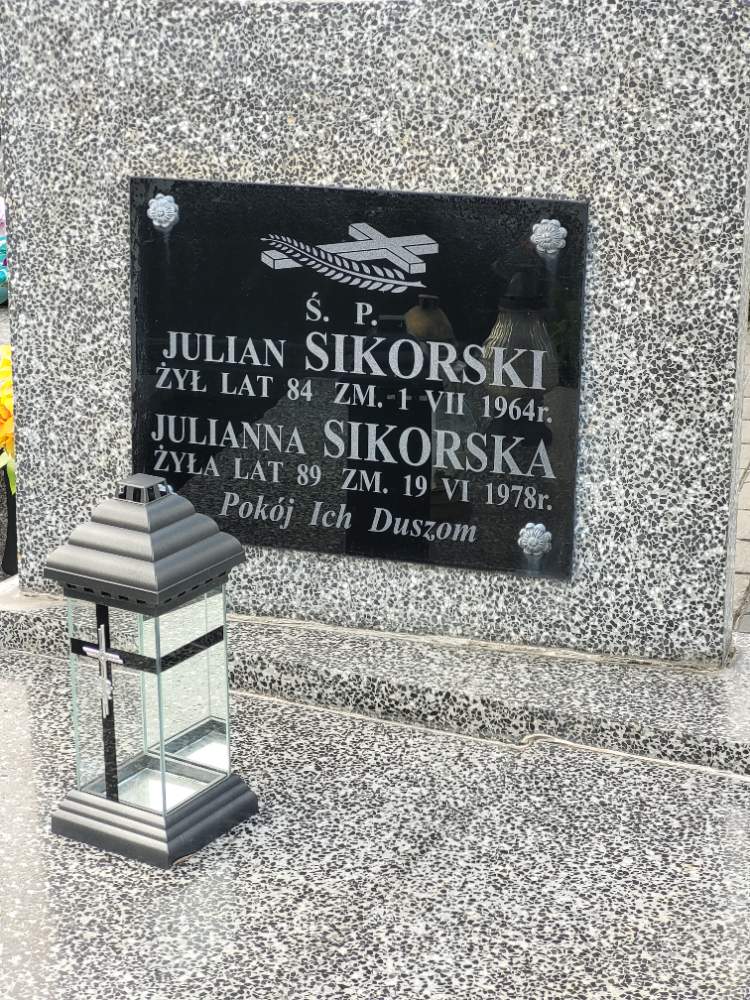 Ś. P.
JULIAN SIKORSKI
ŻYŁ LAT 84 ZM. 1 VII 1964r.
JULIANNA SIKORSKA
ŻYŁA LAT 89 ZM. 19 VI 1978r.
Pokój Ich Duszom